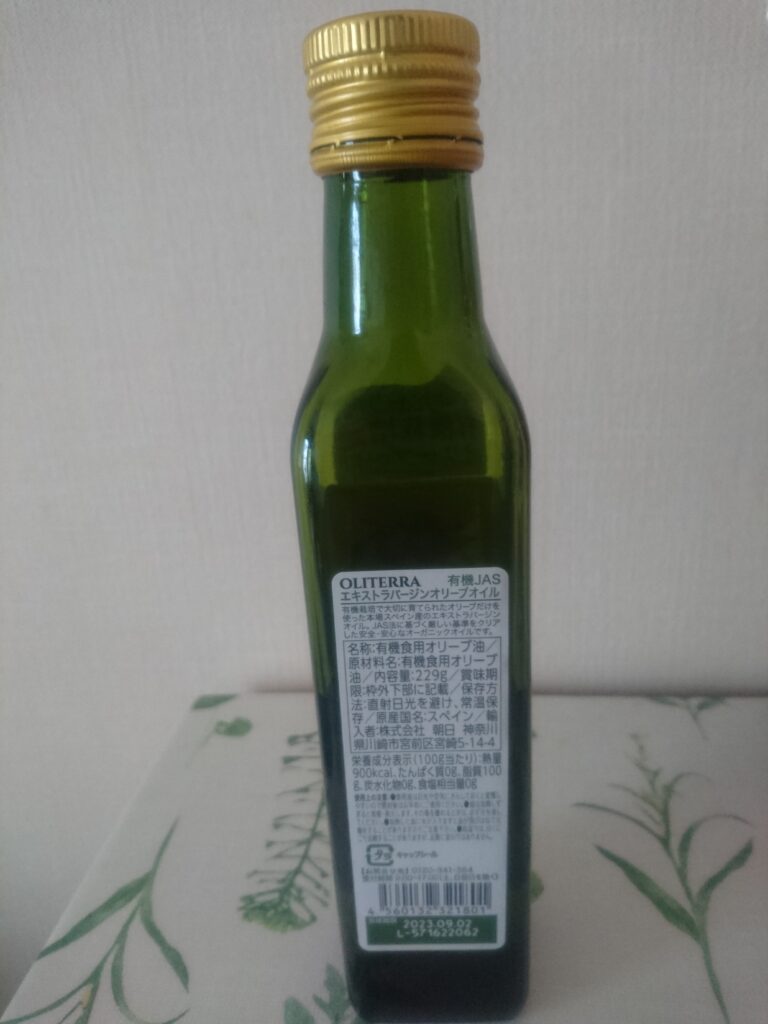 OLITERRA 有機JAS
エキストラバージンオリーブオイル
有機栽培で大切に育てられたオリーブだけを
使った本場スペイン産のエキストラバージン
オイル。JAS法に基づく厳しい基準をクリア
した安全・安心なオーガニックオイルです。
名称:有機食用オリーブ油／
原材料名:有機食用オリーブ
油／内容量:229g／賞味期
限:枠外下部に記載／保存方
法:直射日光を避け、常温保
存／原産国名:スペイン／輸
入者:株式会社 朝日 神奈川
県川崎市宮前区宮崎5-14-4
栄養成分表示(100g当たり):熱量
900kcal、たんぱく質0g、脂質100
g、炭水化物0g、食塩相当量0g
使用上の注意
キャップシール
4 560132 321801
2023.09.02
L-571622062